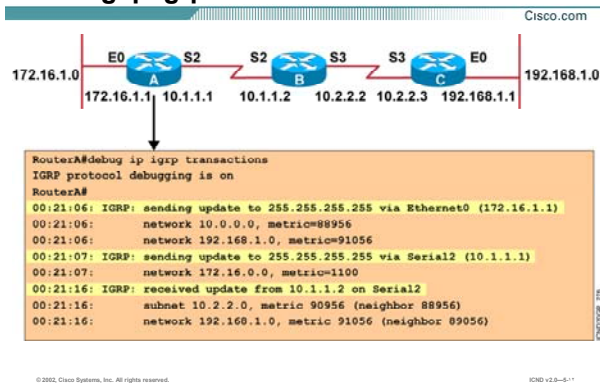 Cisco.com
E0 S2 S2 S3 S3 E0
172.16.1.0 A B C 192.168.1.0
172.16.1.1 10.1.1.1 10.1.1.2 10.2.2.2 10.2.2.3 192.168.1.1
RouterA#debug ip igrp transactions
IGRP protocol debugging is on
RouterA#
00:21:06: IGRP: sending update to 255.255.255.255 via Ethernet0 (172.16.1.1)
00:21:06: network 10.0.0.0, metric=88956
00:21:06: network 192.168.1.0, metric=91056
00:21:07: IGRP: sending update to 255.255.255.255 via Serial2 (10.1.1.1)
00:21:07: network 172.16.0.0, metric=1100
00:21:16: IGRP: received update from 10.1.1.2 on Serial2
00:21:16: subnet 10.2.2.0, metric 90956 (neighbor 88956)
00:21:16: network 192.168.1.0, metric 91056 (neighbor 89056)
© 2002, Cisco Systems, Inc. All rights reserved.
ICND v2.0—5-